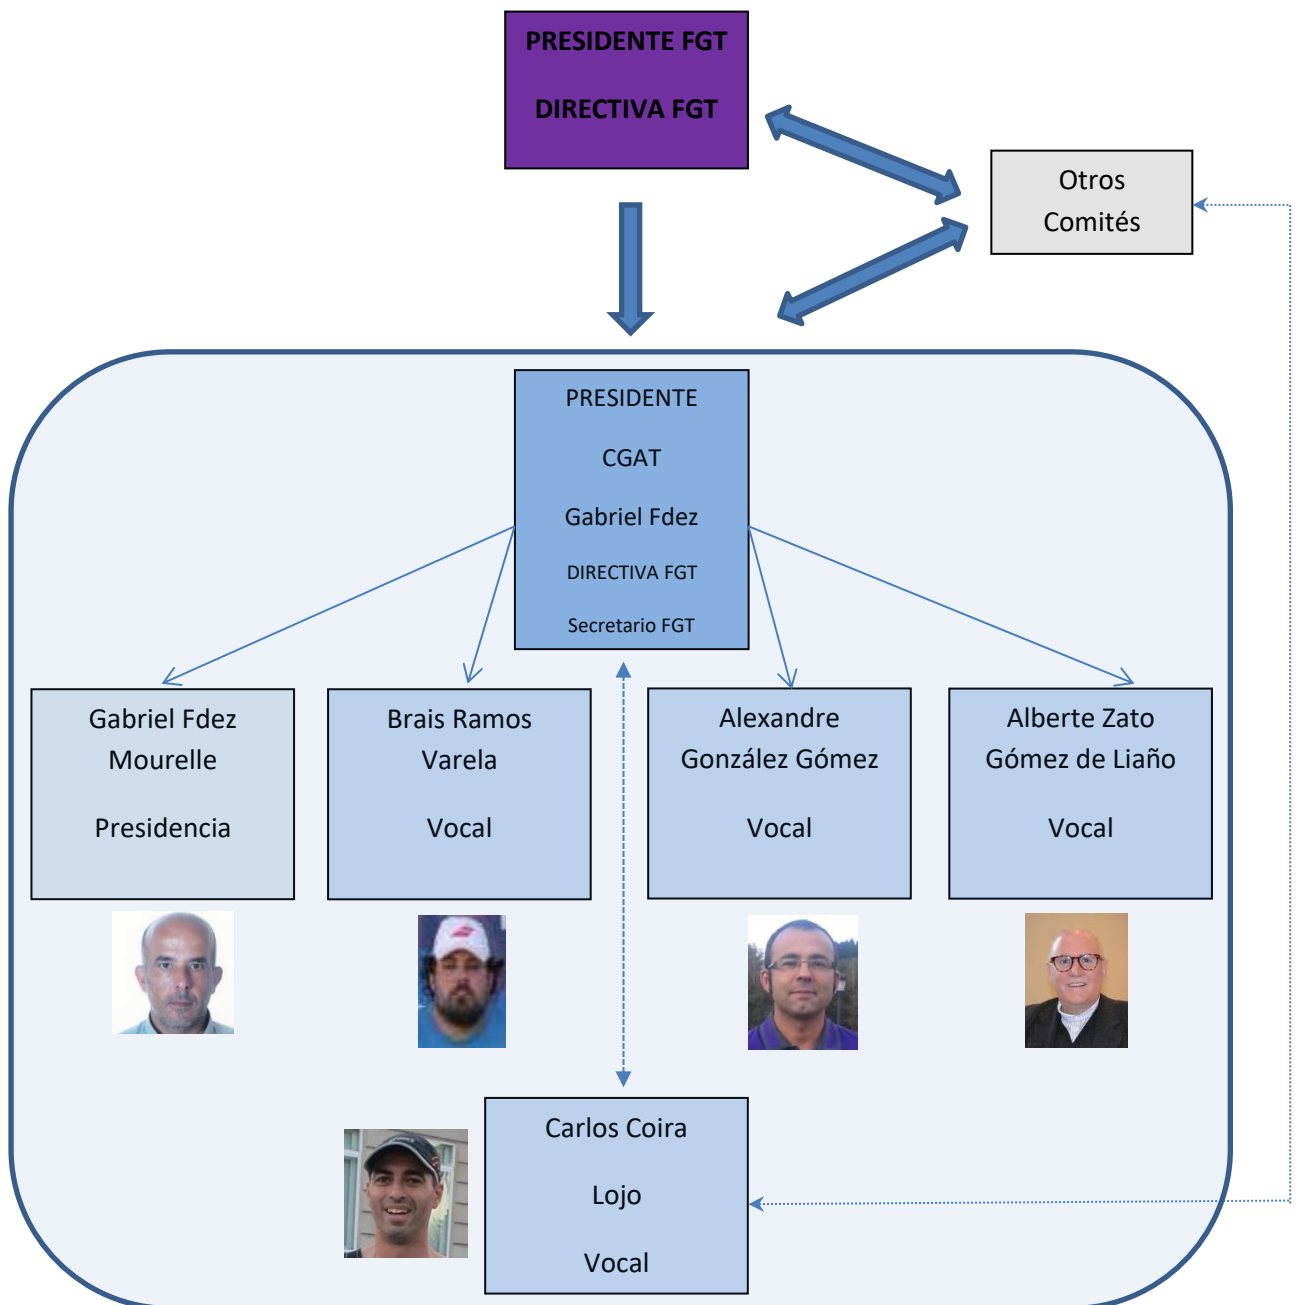 PRESIDENTE FGT
DIRECTIVA FGT
Otros
Comités
PRESIDENTE
CGAT
Gabriel Fdez
DIRECTIVA FGT
Secretario FGT
Gabriel Fdez
Mourelle
Presidencia
Brais Ramos
Varela
Vocal
Alexandre
González Gómez
Vocal
Alberte Zato
Gómez de Liaño
Vocal
Carlos Coira
Lojo
Vocal